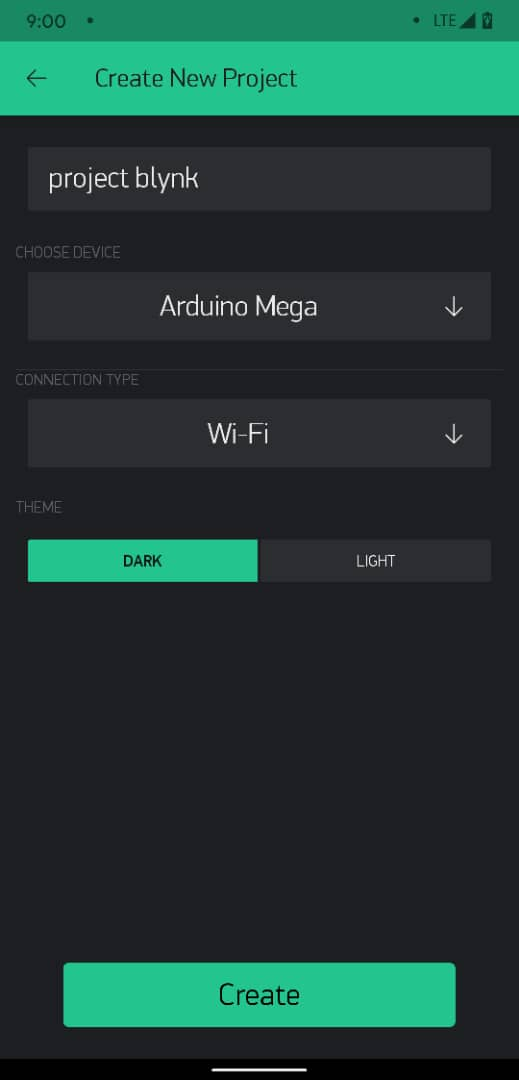 9:00
LTE
Create New Project
project blynk
CHOOSE DEVICE
Arduino Mega
CONNECTION TYPE
Wi-Fi
THEME
DARK
LIGHT
Create